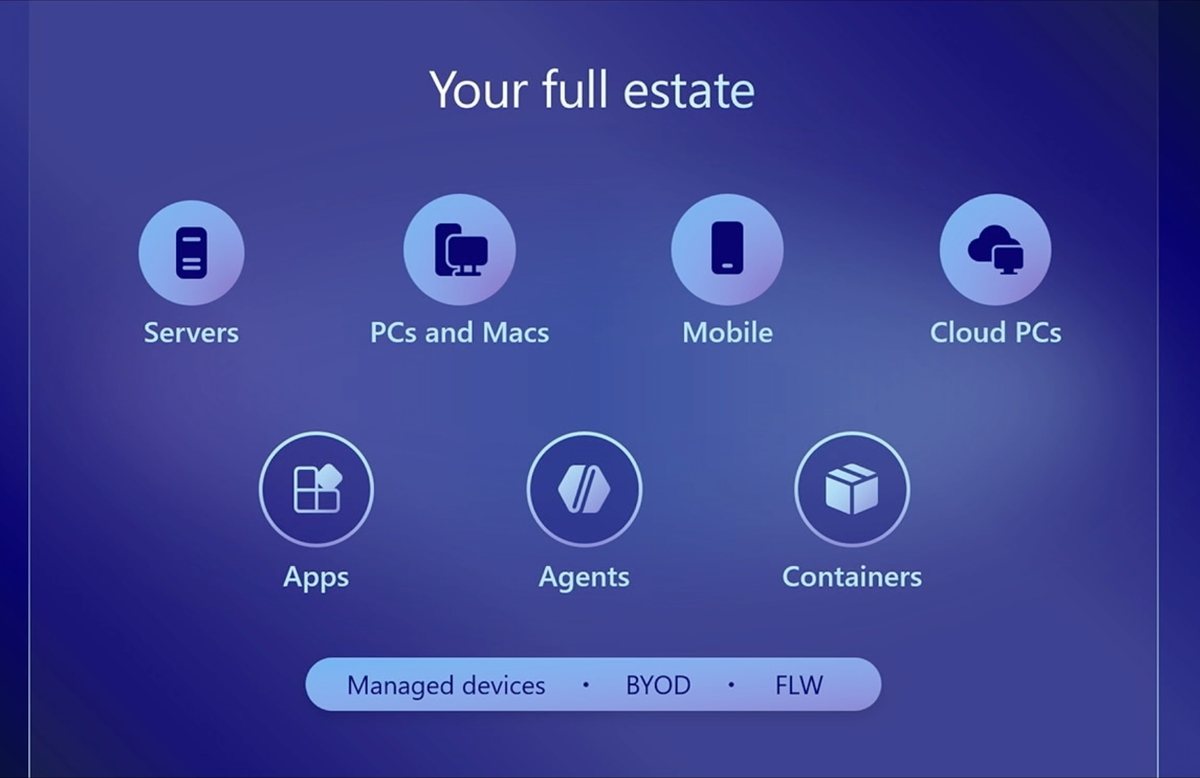 Your full estate
Servers
PCs and Macs
Mobile
Cloud PCs
Apps
Agents
Containers
Managed devices • BYOD • FLW